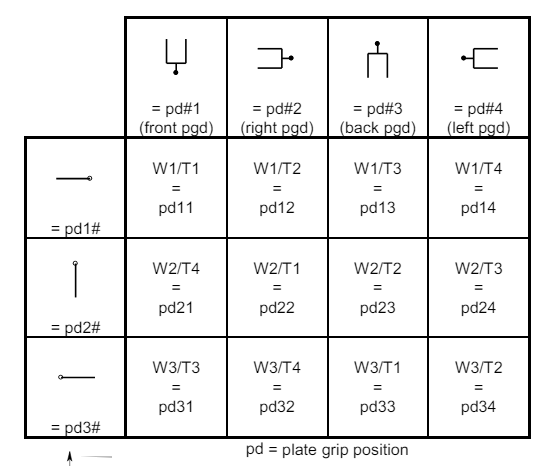 = pd#1 = pd#2 = pd#3 = pd#4
(front pgd) (right pgd) (back pgd) (left pgd)
W1/T1 W1/T2 W1/T3 W1/T4
= = = =
= pd1# pd11 pd12 pd13 pd14
W2/T4 W2/T1 W2/T2 W2/T3
= = = =
= pd2# pd21 pd22 pd23 pd24
W3/T3 W3/T4 W3/T1 W3/T2
= = = =
= pd3# pd31 pd32 pd33 pd34
pd = plate grip position